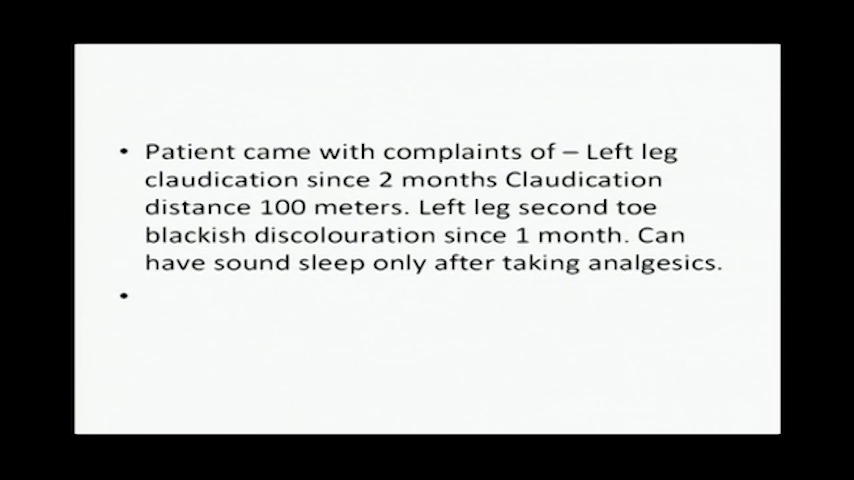 • Patient came with complaints of – Left leg
claudication since 2 months Claudication
distance 100 meters. Left leg second toe
blackish discolouration since 1 month. Can
have sound sleep only after taking analgesics.
•